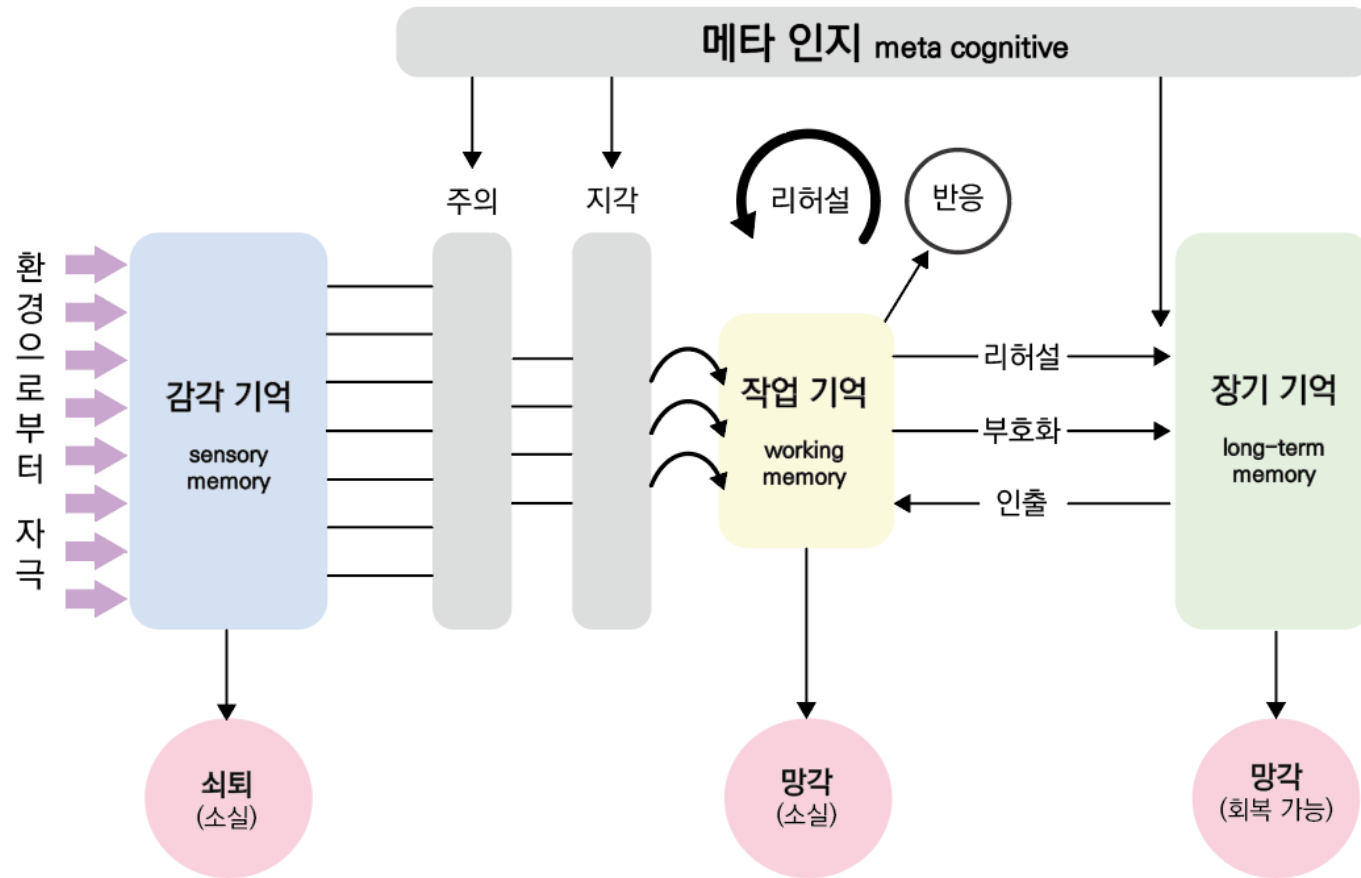 메타 인지 meta cognitive
주의
지각
리허설
반응
환경으로부터 자극
감각 기억
sensory
memory
작업 기억
working
memory
리허설
부호화
인출
장기 기억
long-term
memory
쇠퇴
(소실)
망각
(소실)
망각
(회복 가능)